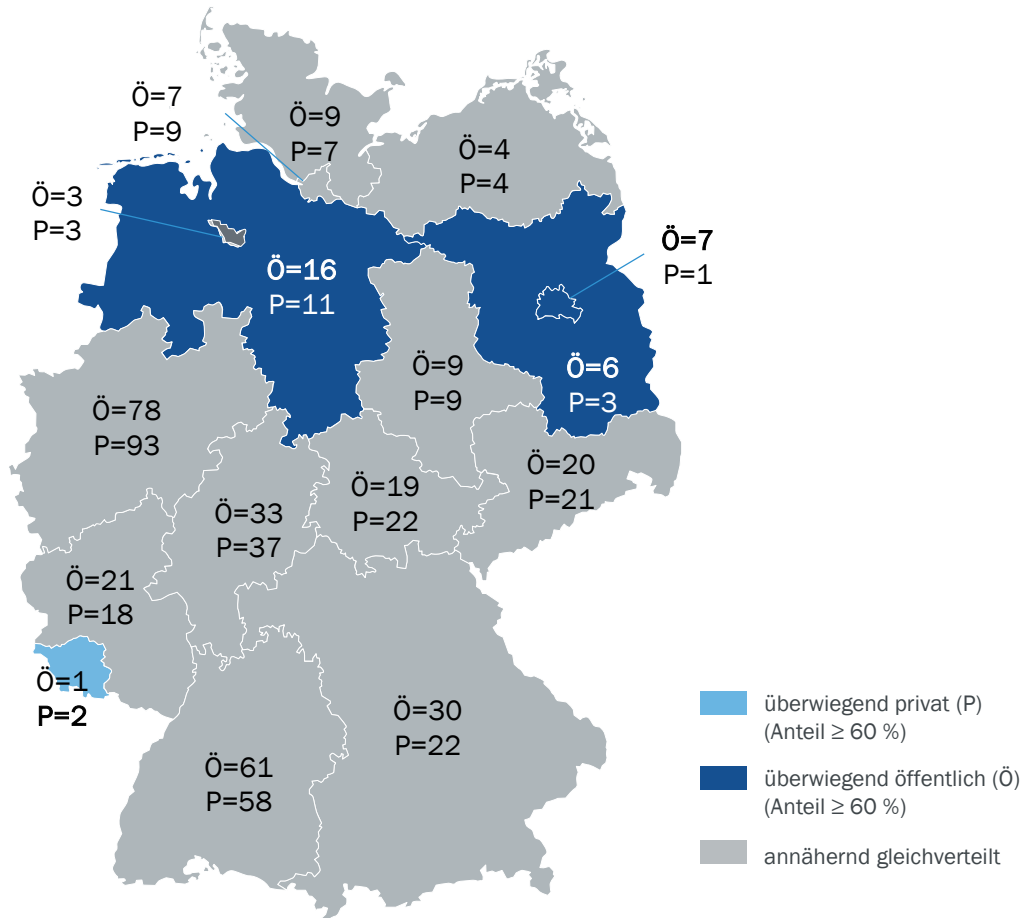 Ö=7
P=9
Ö=9
P=7
Ö=4
P=4
Ö=3
P=3
Ö=7
P=1
Ö=16
P=11
Ö=9
P=9
Ö=6
P=3
Ö=78
P=93
Ö=20
P=21
Ö=19
P=22
Ö=33
P=37
Ö=21
P=18
Ö=1
P=2
Ö=30
P=22
Ö=61
P=58
überwiegend privat (P)
(Anteil ≥ 60 %)
überwiegend öffentlich (Ö)
(Anteil ≥ 60 %)
annähernd gleichverteilt